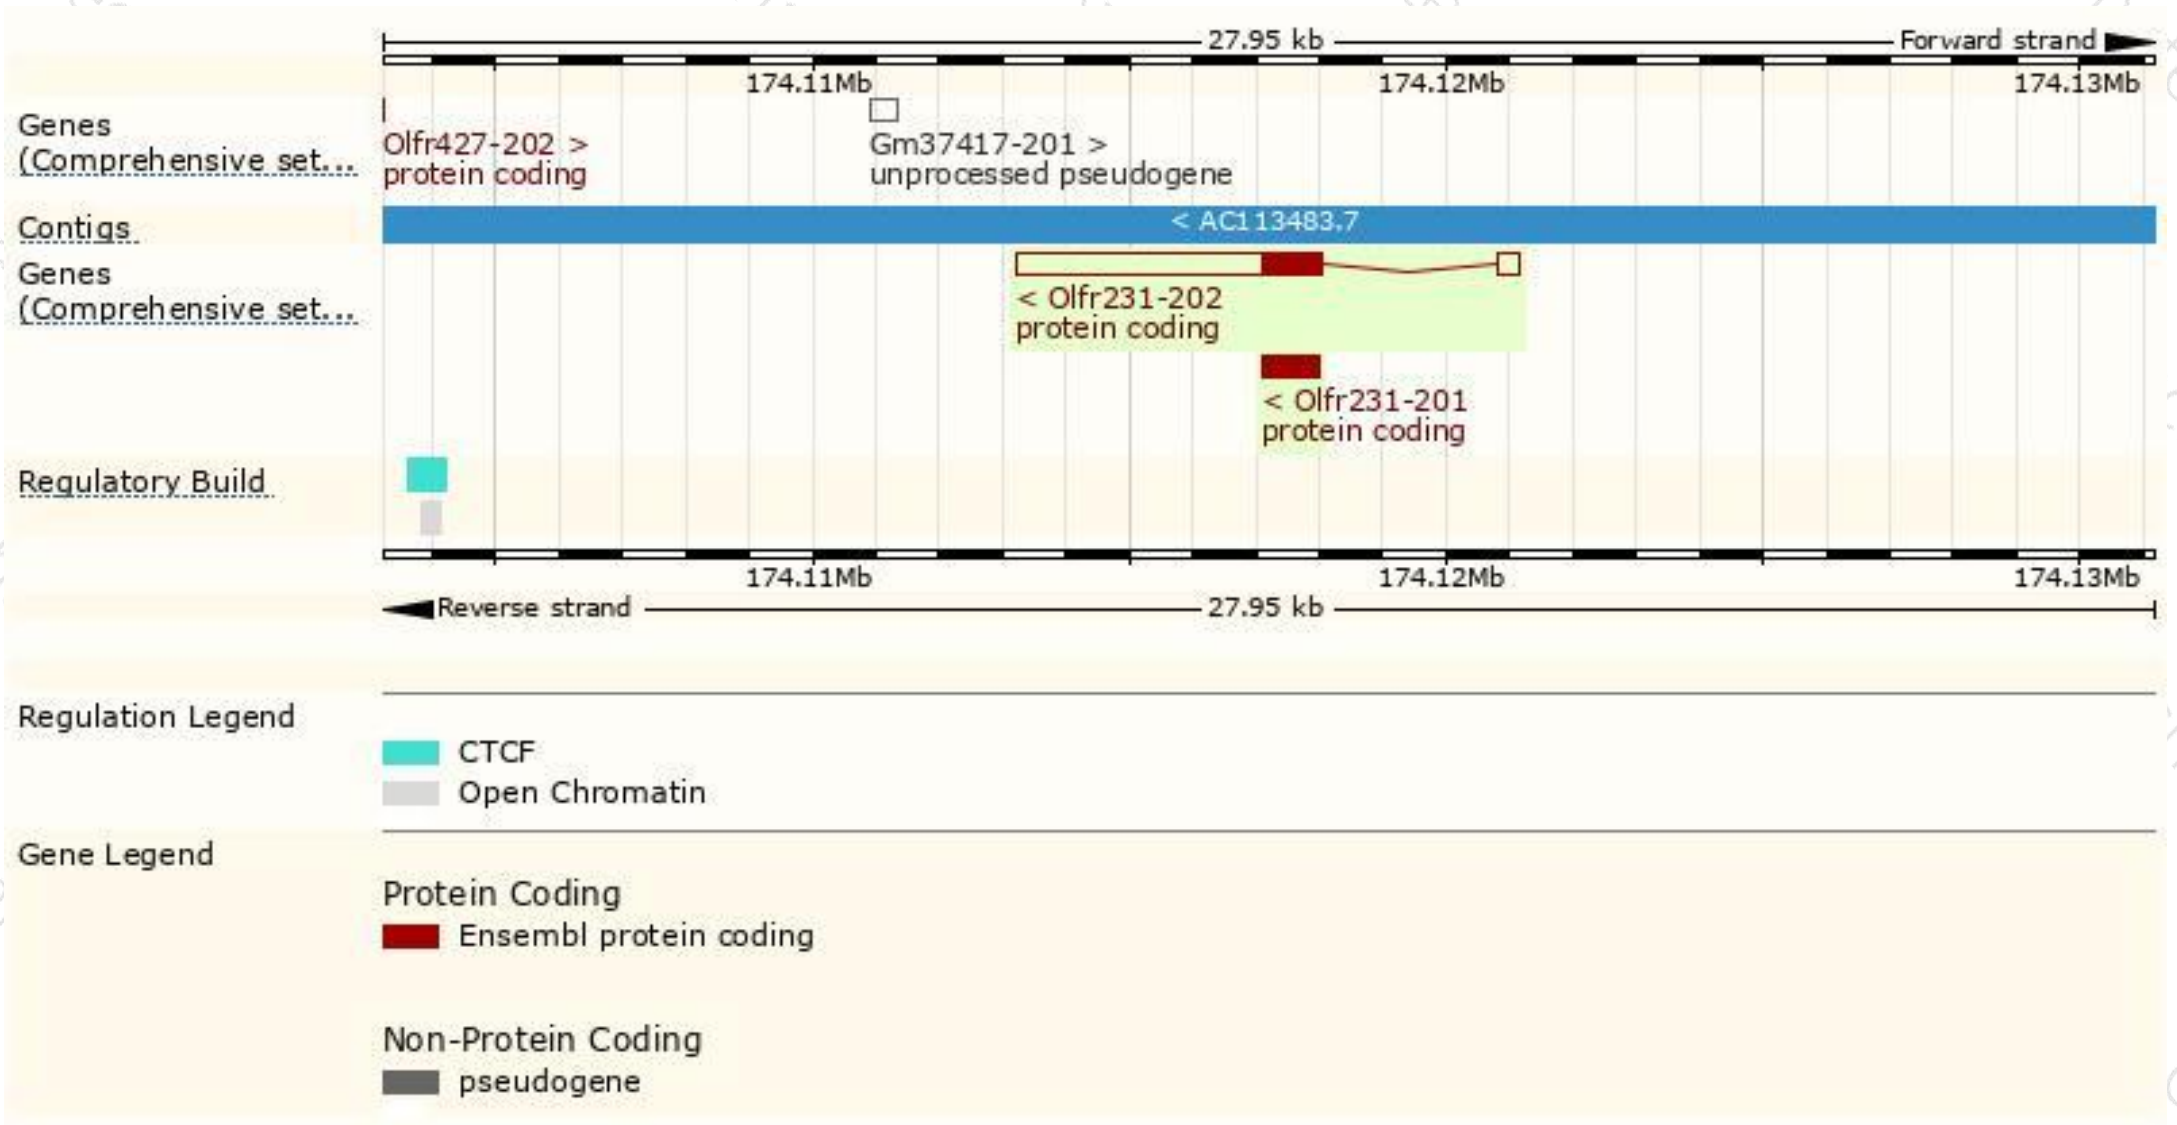 27.95 kb Forward strand
174.11Mb 174.12Mb 174.13Mb
Genes
(Comprehensive set...
Olfr427-202 >
protein coding
Gm37417-201 >
unprocessed pseudogene
Contigs
< AC113483.7
Genes
(Comprehensive set...
< Olfr231-202
protein coding
< Olfr231-201
protein coding
Regulatory Build
174.11Mb 174.12Mb 174.13Mb
Reverse strand 27.95 kb
Regulation Legend
CTCF
Open Chromatin
Gene Legend
Protein Coding
Ensembl protein coding
Non-Protein Coding
pseudogene